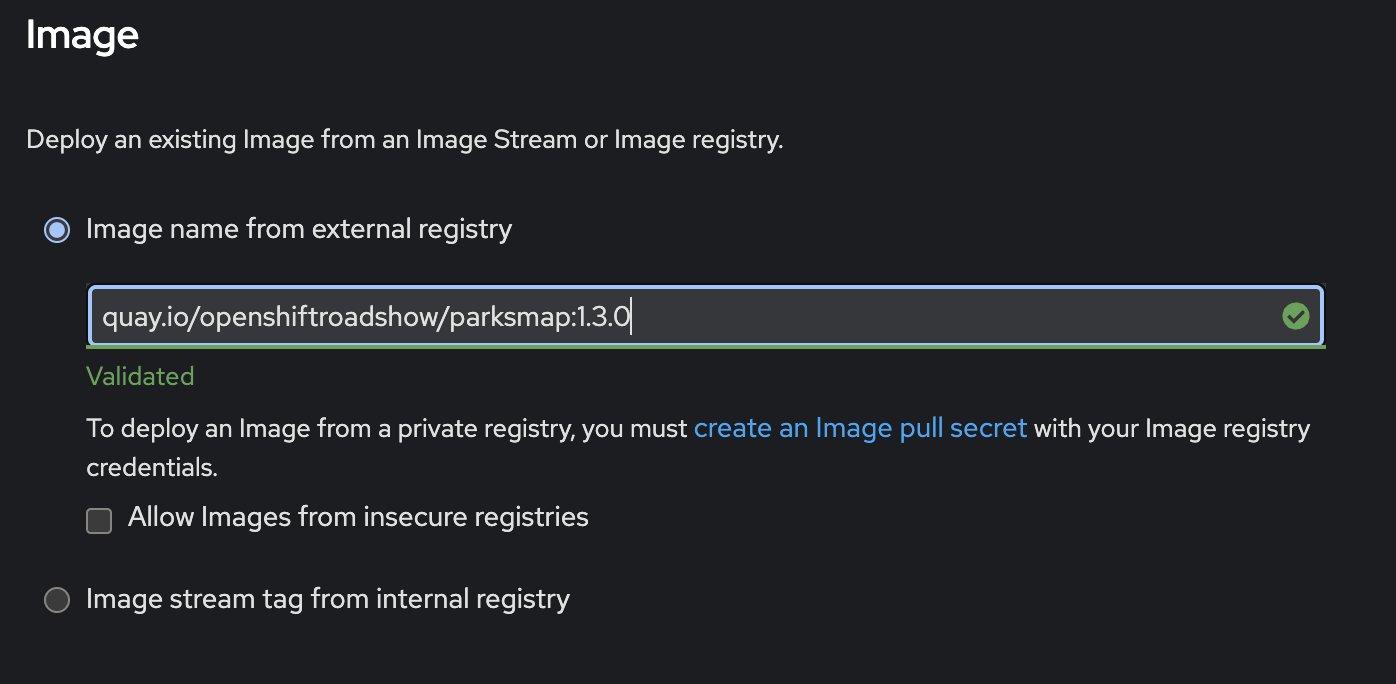 Image
Deploy an existing Image from an Image Stream or Image registry.
Image name from external registry
quay.io/openshiftroadshow/parksmap:1.3.0
Validated
To deploy an Image from a private registry, you must create an Image pull secret with your Image registry
credentials.
Allow Images from insecure registries
Image stream tag from internal registry